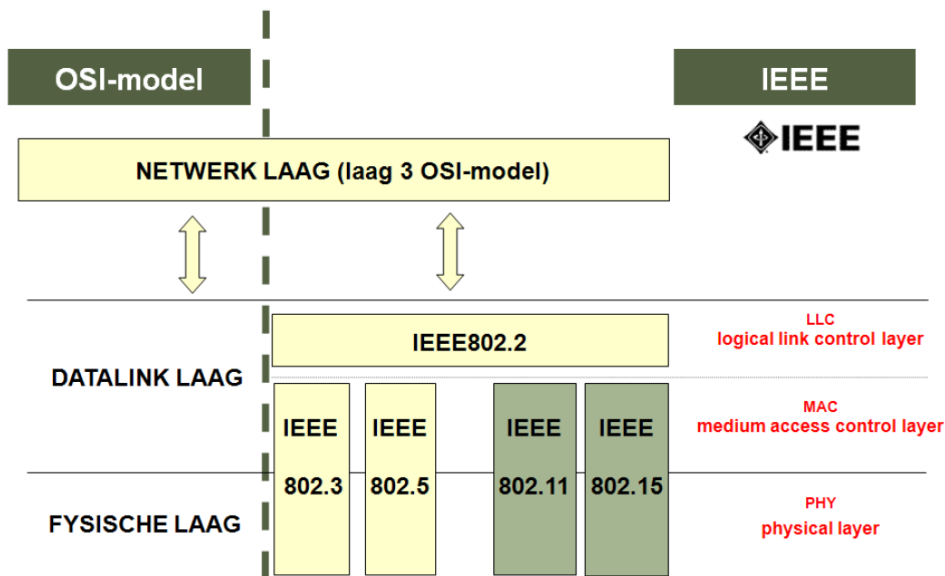 OSI-model
IEEE
IEEE
NETWERK LAAG (laag 3 OSI-model)
LLC
logical link control layer
IEEE802.2
DATALINK LAAG
MAC
medium access control layer
IEEE
802.3
IEEE
802.5
IEEE
802.11
IEEE
802.15
FYSISCHE LAAG
PHY
physical layer